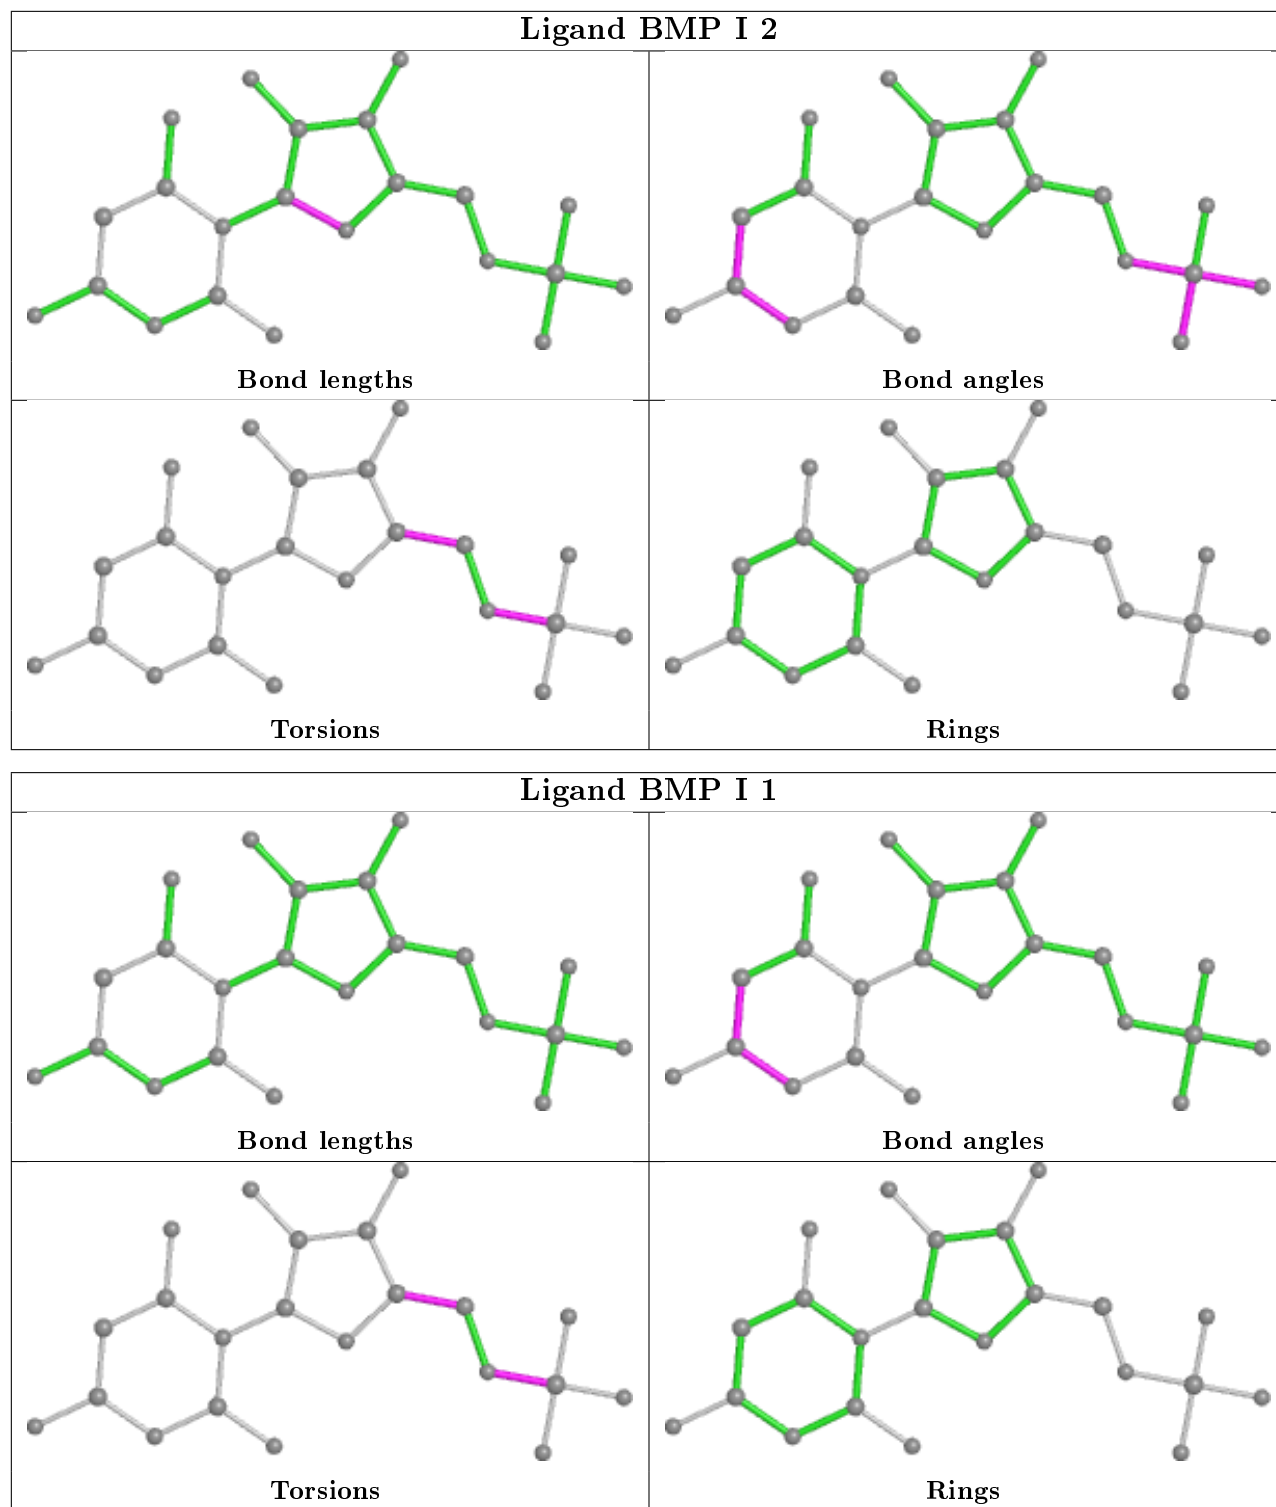 Ligand BMP I 2
Bond lengths
Bond angles
Torsions
Rings
Ligand BMP I 1
Bond lengths
Bond angles
Torsions
Rings